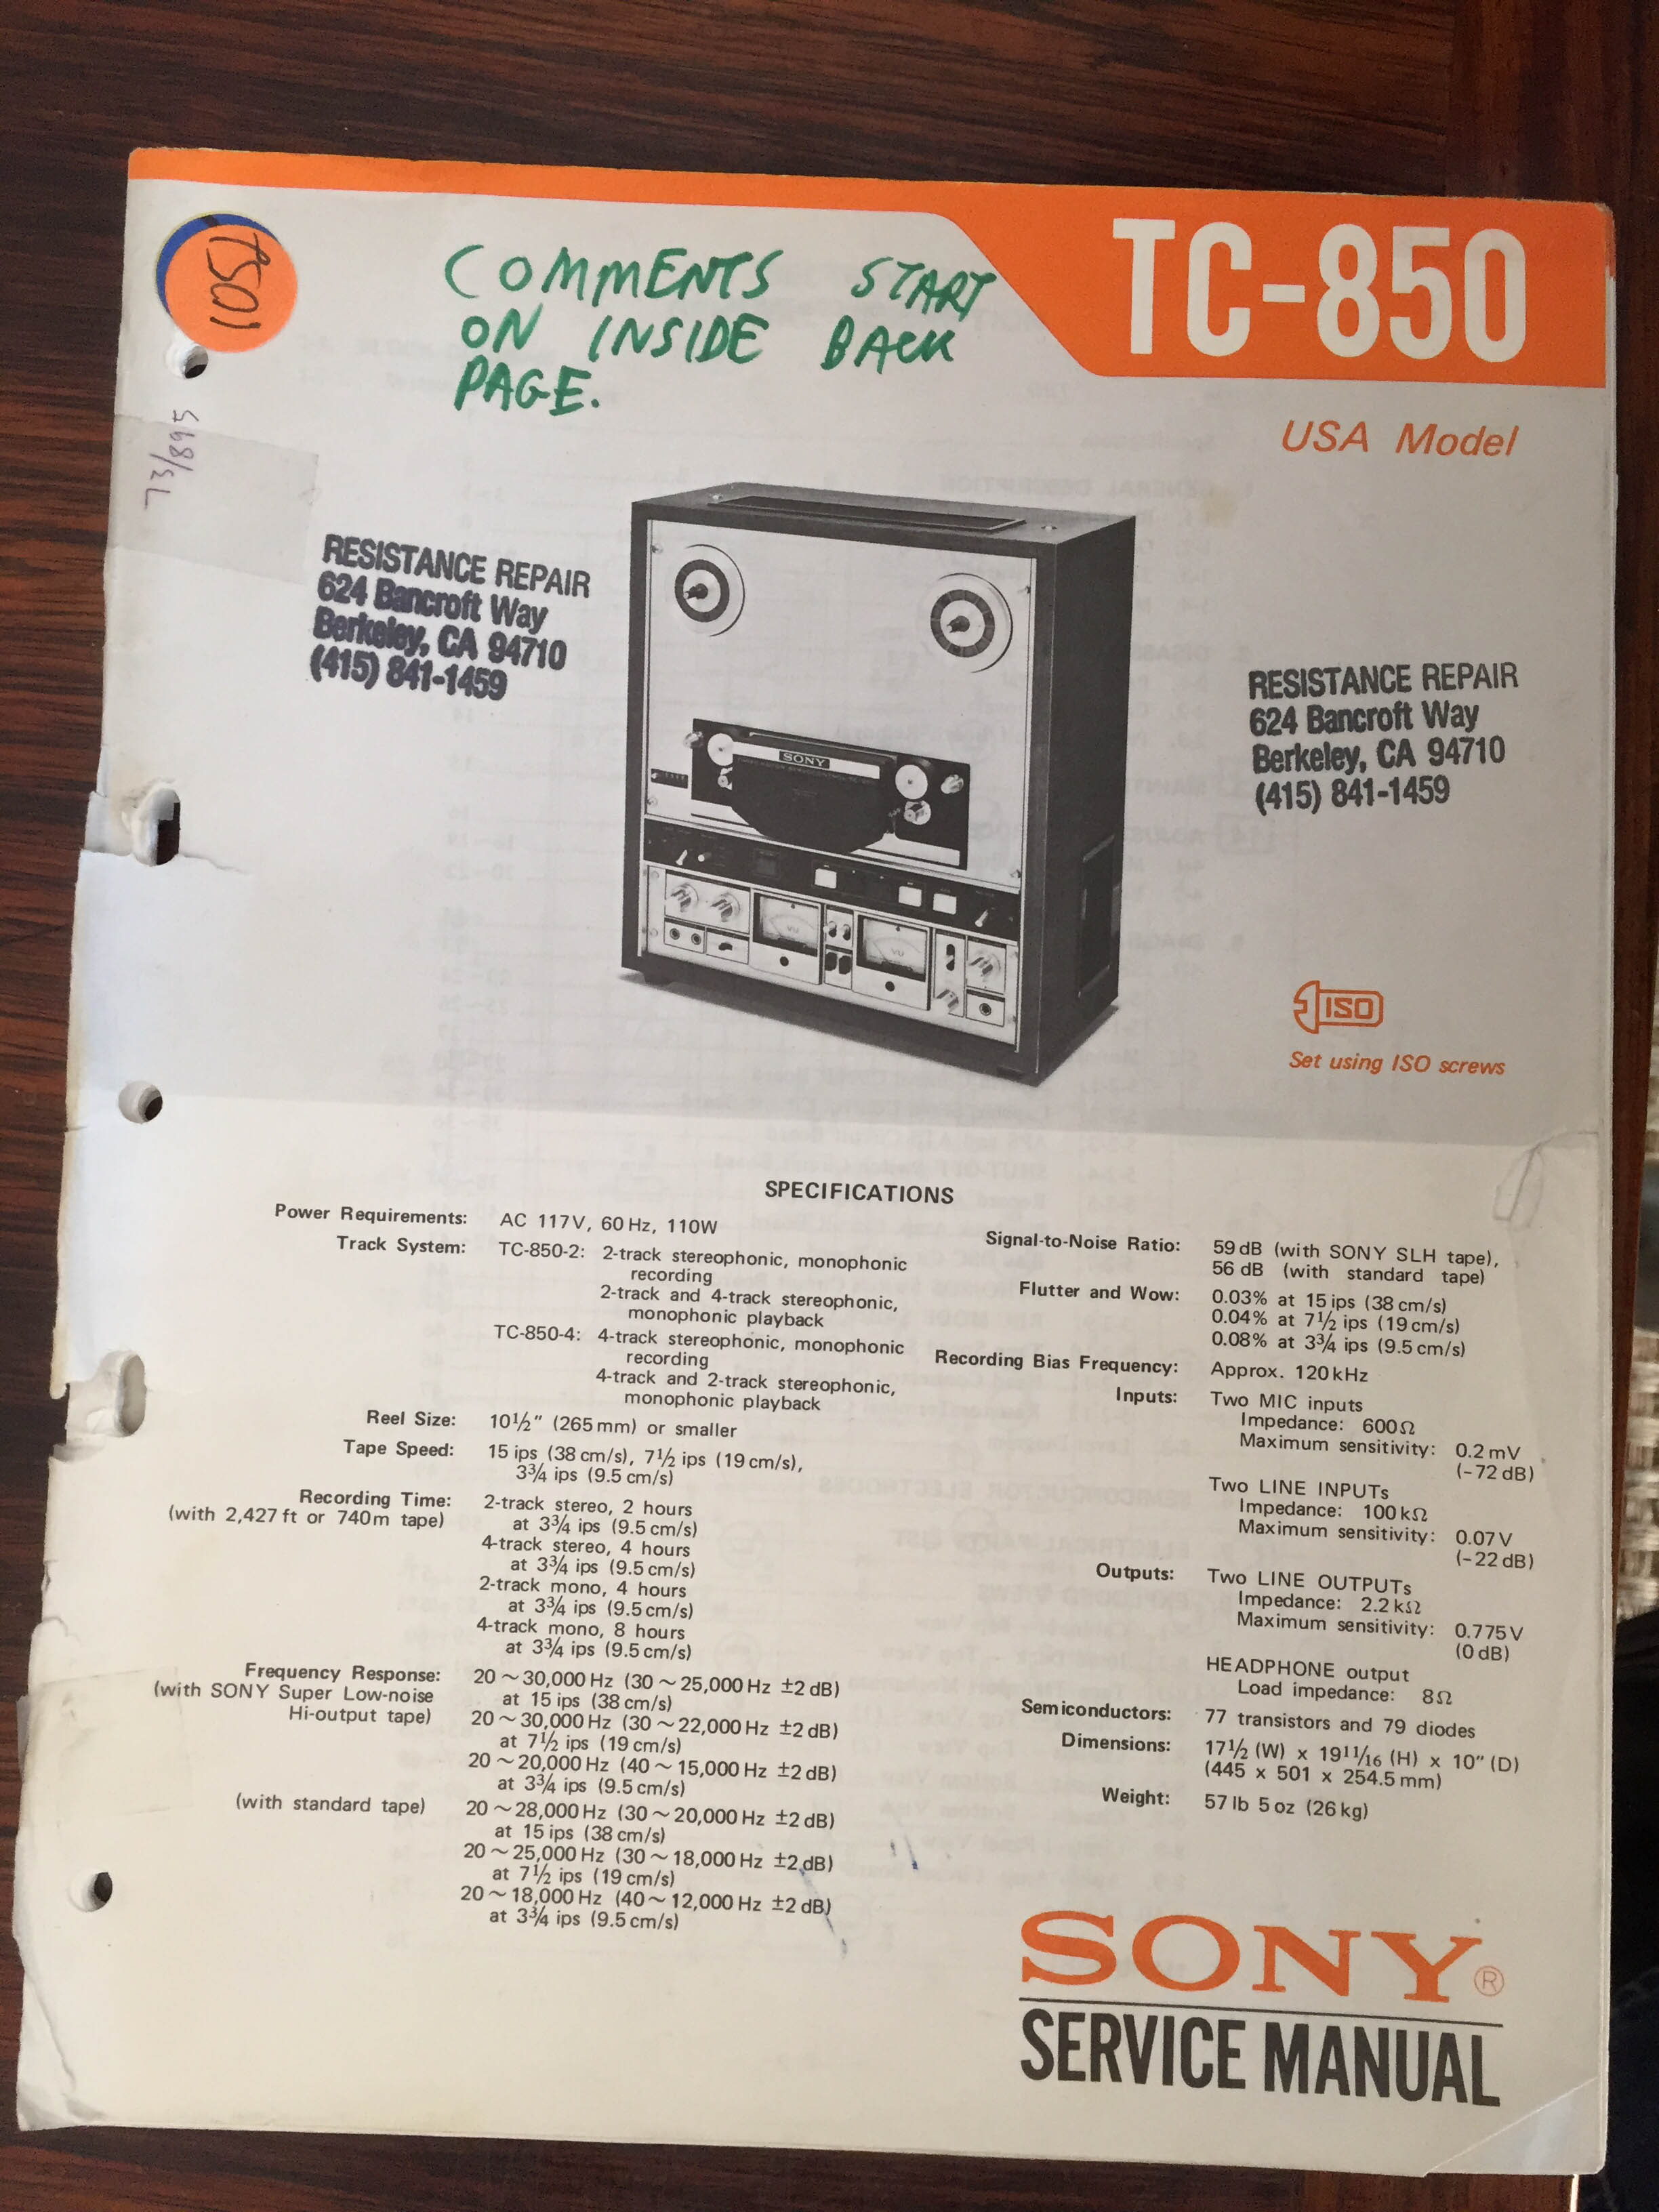 TC-850
7501
COMMENTS START
ON INSIDE BACK
PAGE.
USA Model
73/895
RESISTANCE REPAIR
624 Bancroft Way
Berkeley, CA 94710
(415) 841-1459
RESISTANCE REPAIR
624 Bancroft Way
Berkeley, CA 94710
(415) 841-1459
SONY
VU
VU
ISO
Set using ISO screws
SPECIFICATIONS
Power Requirements: AC 117V, 60Hz, 110W
Track System: TC-850-2: 2-track stereophonic, monophonic
recording
2-track and 4-track stereophonic,
monophonic playback
TC-850-4: 4-track stereophonic, monophonic
recording
4-track and 2-track stereophonic,
monophonic playback
Reel Size: 10½" (265mm) or smaller
Tape Speed: 15 ips (38 cm/s), 7½ ips (19 cm/s),
3¾ ips (9.5 cm/s)
Recording Time: 2-track stereo, 2 hours
(with 2,427 ft or 740m tape) at 3¾ ips (9.5 cm/s)
4-track stereo, 4 hours
at 3¾ ips (9.5 cm/s)
2-track mono, 4 hours
at 3¾ ips (9.5 cm/s)
4-track mono, 8 hours
at 3¾ ips (9.5 cm/s)
Frequency Response: 20 ~ 30,000 Hz (30 ~ 25,000 Hz ±2 dB)
(with SONY Super Low-noise at 15 ips (38 cm/s)
Hi-output tape) 20 ~ 30,000 Hz (30 ~ 22,000 Hz ±2 dB)
at 7½ ips (19 cm/s)
20 ~ 20,000 Hz (40 ~ 15,000 Hz ±2 dB)
at 3¾ ips (9.5 cm/s)
(with standard tape) 20 ~ 28,000 Hz (30 ~ 20,000 Hz ±2 dB)
at 15 ips (38 cm/s)
20 ~ 25,000 Hz (30 ~ 18,000 Hz ±2 dB)
at 7½ ips (19 cm/s)
20 ~ 18,000 Hz (40 ~ 12,000 Hz ±2 dB)
at 3¾ ips (9.5 cm/s)
Signal-to-Noise Ratio: 59 dB (with SONY SLH tape),
56 dB (with standard tape)
Flutter and Wow: 0.03% at 15 ips (38 cm/s)
0.04% at 7½ ips (19 cm/s)
0.08% at 3¾ ips (9.5 cm/s)
Recording Bias Frequency: Approx. 120 kHz
Inputs: Two MIC inputs
Impedance: 600Ω
Maximum sensitivity: 0.2 mV
(-72 dB)
Two LINE INPUTs
Impedance: 100 kΩ
Maximum sensitivity: 0.07 V
(-22 dB)
Outputs: Two LINE OUTPUTs
Impedance: 2.2 kΩ
Maximum sensitivity: 0.775 V
(0 dB)
HEADPHONE output
Load impedance: 8Ω
Semiconductors: 77 transistors and 79 diodes
Dimensions: 17½ (W) x 19 11/16 (H) x 10" (D)
(445 x 501 x 254.5 mm)
Weight: 57 lb 5 oz (26 kg)
SONY®
SERVICE MANUAL